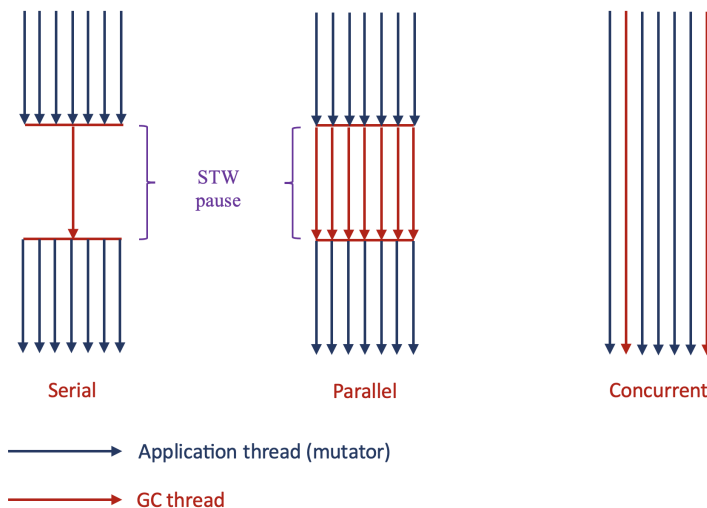 STW
pause
Serial
Parallel
Concurrent
Application thread (mutator)
GC thread